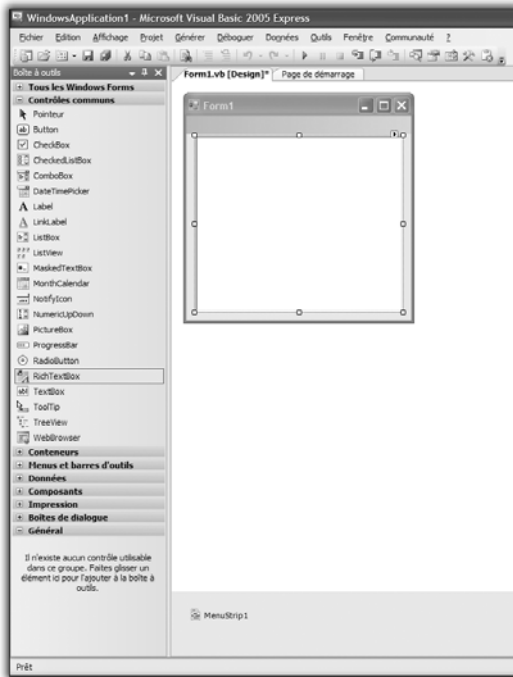 WindowsApplication1 - Microsoft Visual Basic 2005 Express
Fichier Edition Affichage Projet Générer Déboguer Données Outils Fenêtre Communauté ?
Boîte à outils
Form1.vb [Design]* Page de démarrage
Tous les Windows Forms
Contrôles communs
Pointeur
Button
CheckBox
CheckedListBox
ComboBox
DateTimePicker
Label
LinkLabel
ListBox
ListView
MaskedTextBox
MonthCalendar
NotifyIcon
NumericUpDown
PictureBox
ProgressBar
RadioButton
RichTextBox
TextBox
ToolTip
TreeView
WebBrowser
Conteneurs
Menus et barres d'outils
Données
Composants
Impression
Boîtes de dialogue
Général
Il n'existe aucun contrôle utilisable
dans ce groupe. Faites glisser un
élément ici pour l'ajouter à la boîte à
outils.
Form1
MenuStrip1
Prêt